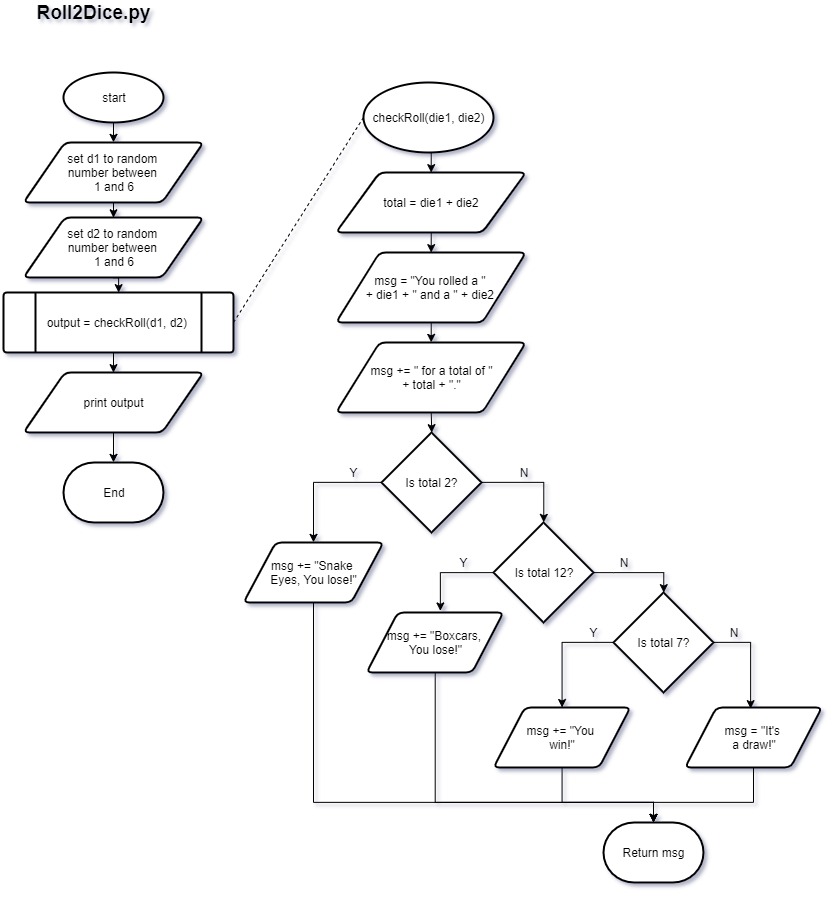 Roll2Dice.py
start
set d1 to random
number between
1 and 6
set d2 to random
number between
1 and 6
output = checkRoll(d1, d2)
print output
End
checkRoll(die1, die2)
total = die1 + die2
msg = "You rolled a "
+ die1 + " and a " + die2
msg += " for a total of "
+ total + "."
Is total 2?
Y
N
msg += "Snake
Eyes, You lose!"
Is total 12?
Y
N
msg += "Boxcars,
You lose!"
Is total 7?
Y
N
msg += "You
win!"
msg = "It's
a draw!"
Return msg